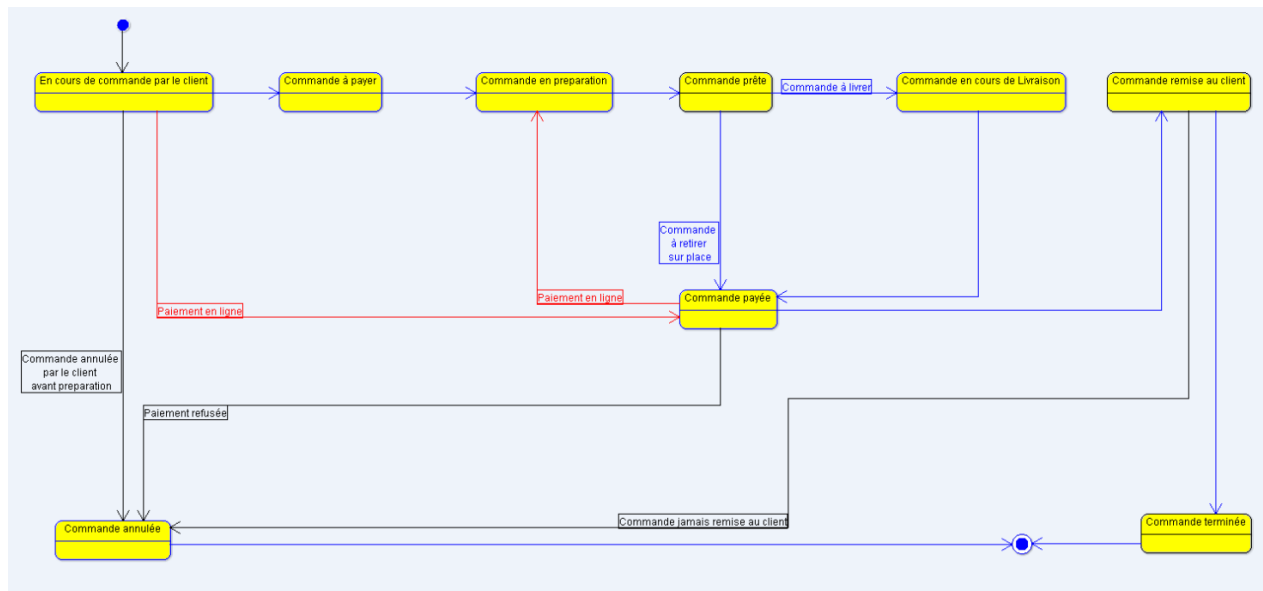 En cours de commande par le client
Commande à payer
Commande en preparation
Commande prête
Commande à livrer
Commande en cours de Livraison
Commande remise au client
Commande
à retirer
sur place
Paiement en ligne
Commande payée
Paiement en ligne
Commande annulée
par le client
avant preparation
Paiement refusée
Commande jamais remise au client
Commande annulée
Commande terminée